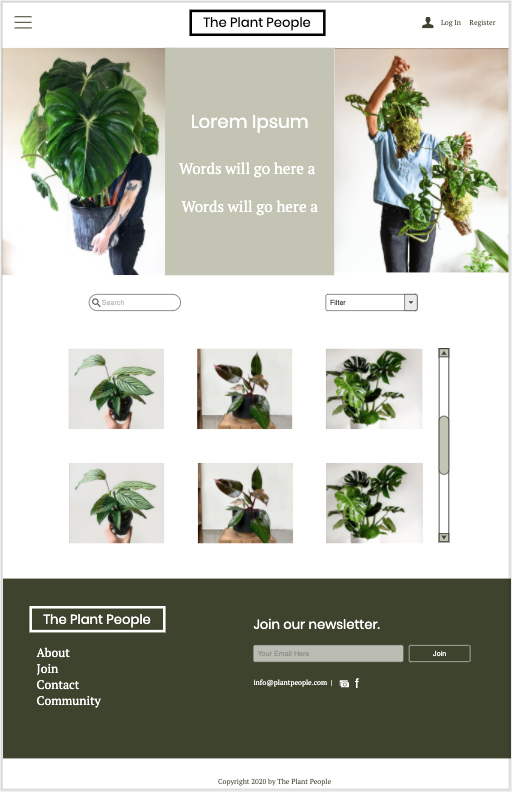 The Plant People
Log In
Register
Lorem Ipsum
Words will go here a
Words will go here a
Search
Filter
The Plant People
About
Join
Contact
Community
Join our newsletter.
Your Email Here
Join
info@plantpeople.com |
f
Copyright 2020 by The Plant People